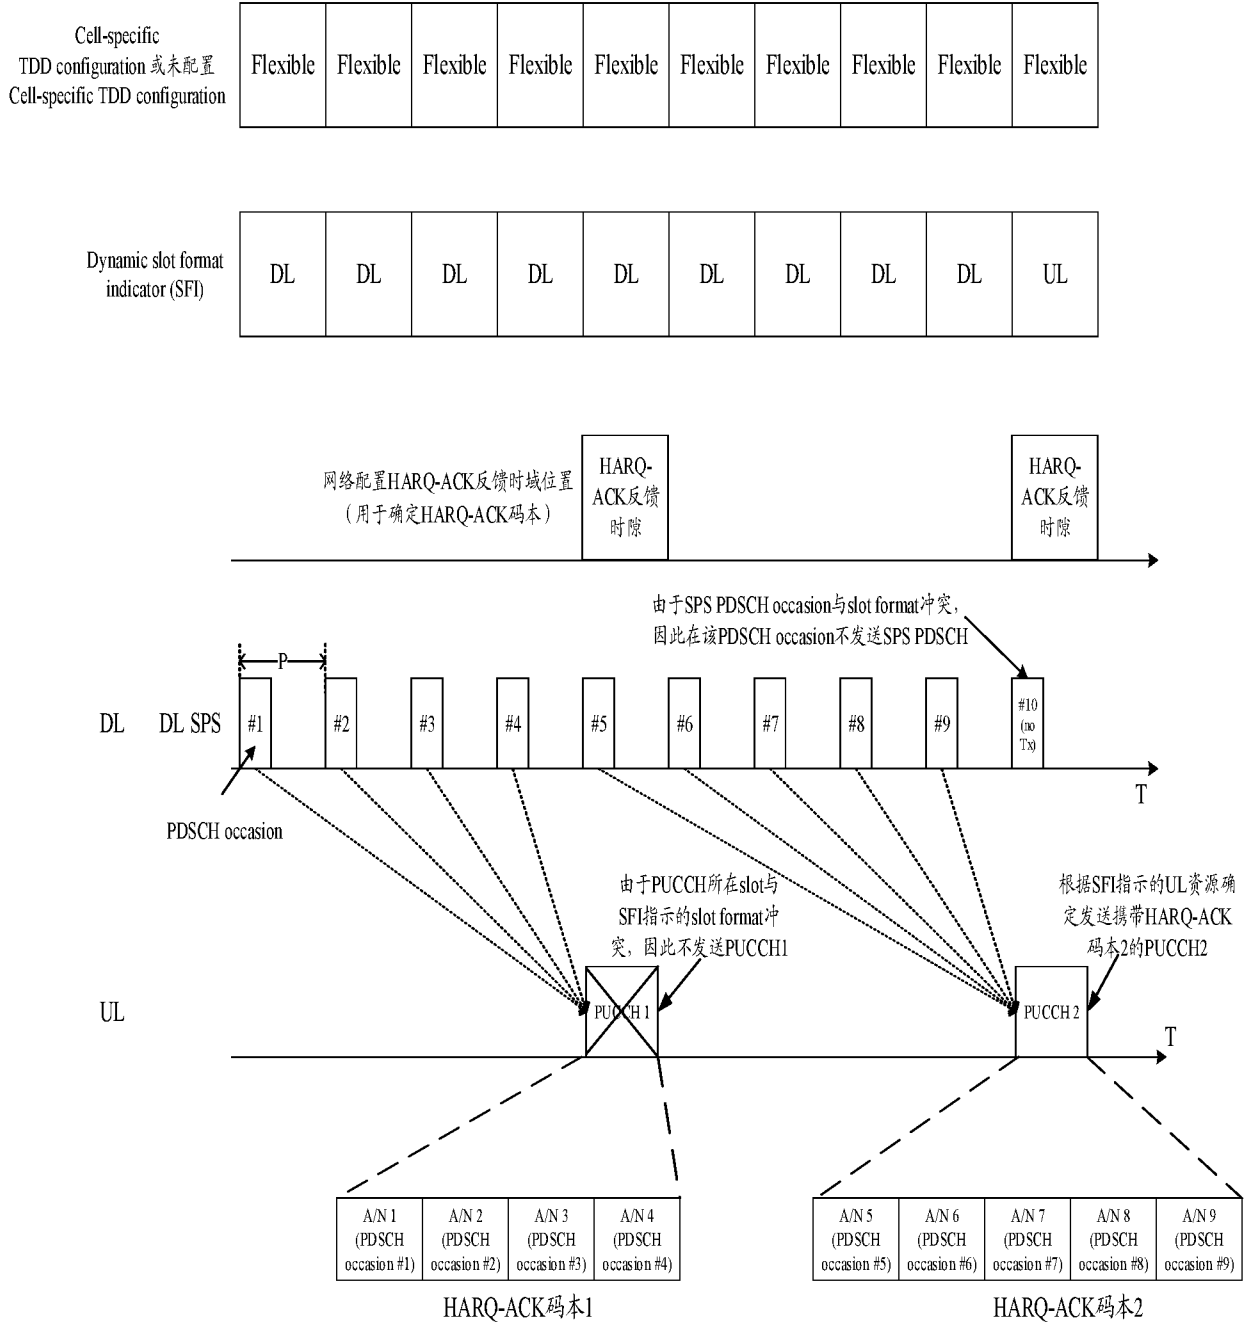 Cell-specific
TDD configuration 或未配置
Cell-specific TDD configuration
Flexible Flexible Flexible Flexible Flexible Flexible Flexible Flexible Flexible Flexible
Dynamic slot format
indicator (SFI)
DL DL DL DL DL DL DL DL DL UL
网络配置HARQ-ACK反馈时域位置
（用于确定HARQ-ACK码本）
HARQ-
ACK反馈
时隙
HARQ-
ACK反馈
时隙
由于SPS PDSCH occasion与slot format冲突，
因此在该PDSCH occasion不发送SPS PDSCH
P
DL DL SPS #1 #2 #3 #4 #5 #6 #7 #8 #9
#10
(no
Tx)
T
PDSCH occasion
由于PUCCH所在slot与
SFI指示的slot format冲
突，因此不发送PUCCH1
根据SFI指示的UL资源确
定发送携带HARQ-ACK
码本2的PUCCH2
UL PUCCH 1 PUCCH 2
T
A/N 1
(PDSCH
occasion #1)
A/N 2
(PDSCH
occasion #2)
A/N 3
(PDSCH
occasion #3)
A/N 4
(PDSCH
occasion #4)
A/N 5
(PDSCH
occasion #5)
A/N 6
(PDSCH
occasion #6)
A/N 7
(PDSCH
occasion #7)
A/N 8
(PDSCH
occasion #8)
A/N 9
(PDSCH
occasion #9)
HARQ-ACK码本1
HARQ-ACK码本2